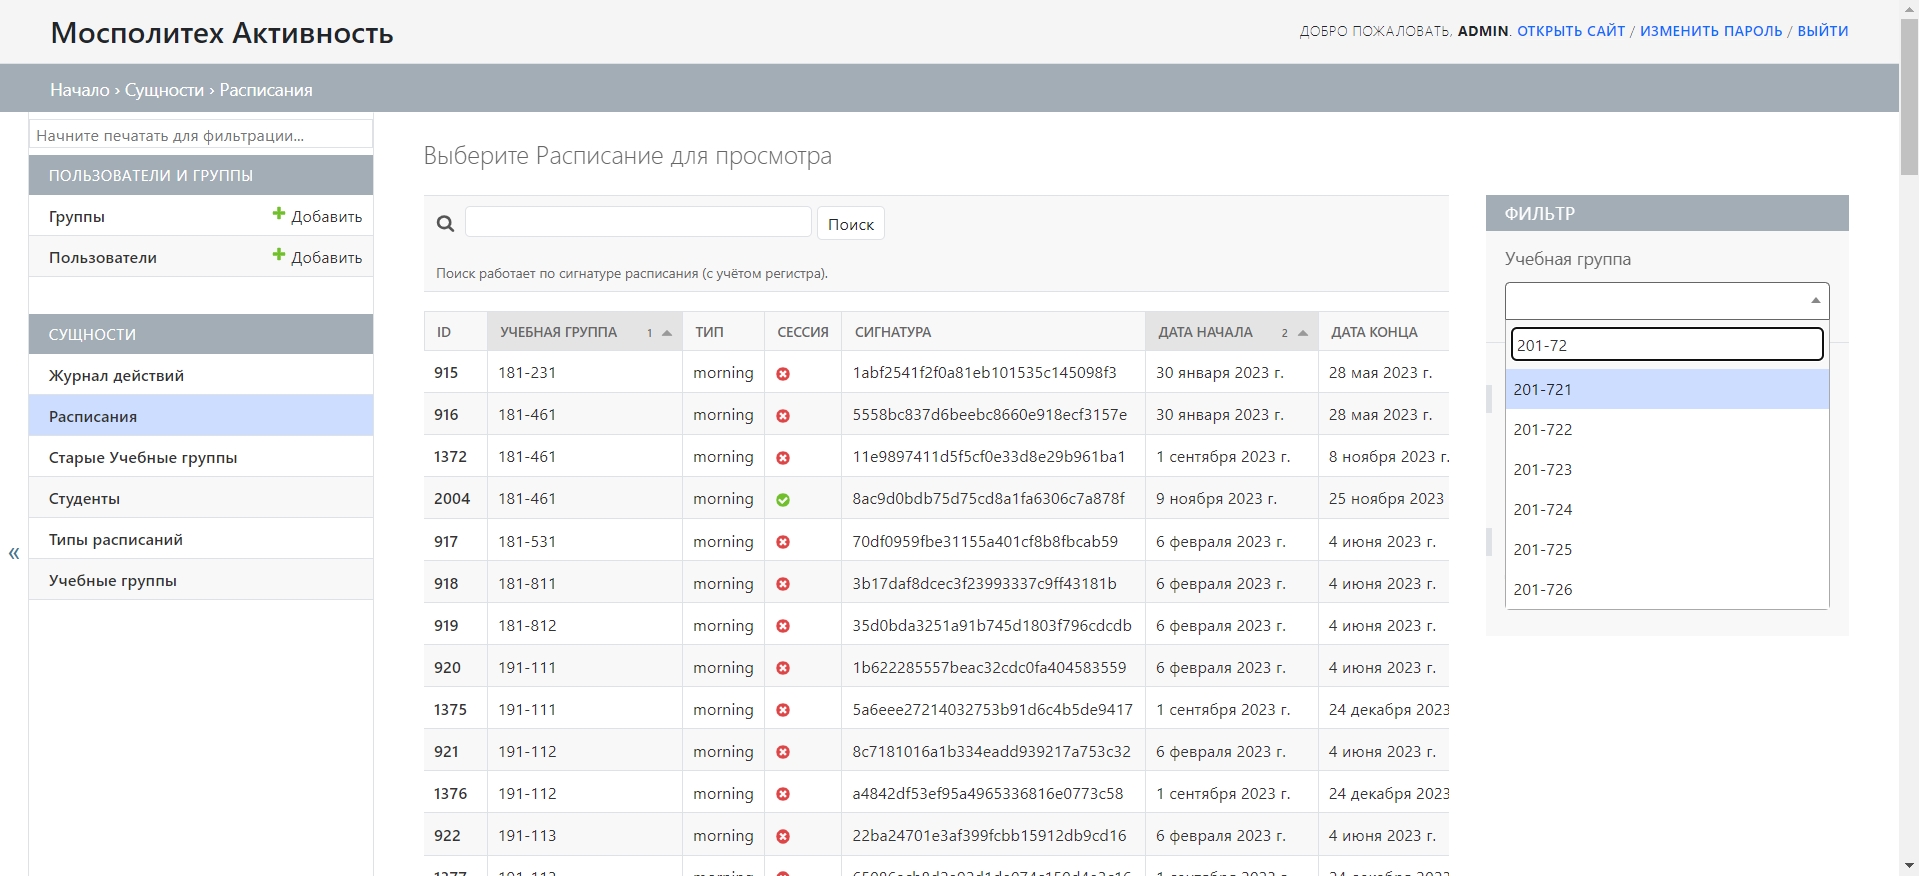 Мосполитех Активность
ДОБРО ПОЖАЛОВАТЬ, ADMIN. ОТКРЫТЬ САЙТ / ИЗМЕНИТЬ ПАРОЛЬ / ВЫЙТИ
Начало › Сущности › Расписания
Начните печатать для фильтрации...
ПОЛЬЗОВАТЕЛИ И ГРУППЫ
Группы Добавить
Пользователи Добавить
СУЩНОСТИ
Журнал действий
Расписания
Старые Учебные группы
Студенты
Типы расписаний
Учебные группы
«
Выберите Расписание для просмотра
Поиск
Поиск работает по сигнатуре расписания (с учётом регистра).
ID УЧЕБНАЯ ГРУППА 1 ТИП СЕССИЯ СИГНАТУРА ДАТА НАЧАЛА 2 ДАТА КОНЦА
915 181-231 morning 1abf2541f2f0a81eb101535c145098f3 30 января 2023 г. 28 мая 2023 г.
916 181-461 morning 5558bc837d6beebc8660e918ecf3157e 30 января 2023 г. 28 мая 2023 г.
1372 181-461 morning 11e9897411d5f5cf0e33d8e29b961ba1 1 сентября 2023 г. 8 ноября 2023 г.
2004 181-461 morning 8ac9d0bdb75d75cd8a1fa6306c7a878f 9 ноября 2023 г. 25 ноября 2023
917 181-531 morning 70df0959fbe31155a401cf8b8fbcab59 6 февраля 2023 г. 4 июня 2023 г.
918 181-811 morning 3b17daf8dcec3f23993337c9ff43181b 6 февраля 2023 г. 4 июня 2023 г.
919 181-812 morning 35d0bda3251a91b745d1803f796cdcdb 6 февраля 2023 г. 4 июня 2023 г.
920 191-111 morning 1b622285557beac32cdc0fa404583559 6 февраля 2023 г. 4 июня 2023 г.
1375 191-111 morning 5a6eee27214032753b91d6c4b5de9417 1 сентября 2023 г. 24 декабря 2023
921 191-112 morning 8c7181016a1b334eadd939217a753c32 6 февраля 2023 г. 4 июня 2023 г.
1376 191-112 morning a4842df53ef95a4965336816e0773c58 1 сентября 2023 г. 24 декабря 2023
922 191-113 morning 22ba24701e3af399fcbb15912db9cd16 6 февраля 2023 г. 4 июня 2023 г.
ФИЛЬТР
Учебная группа
201-72
201-721
201-722
201-723
201-724
201-725
201-726